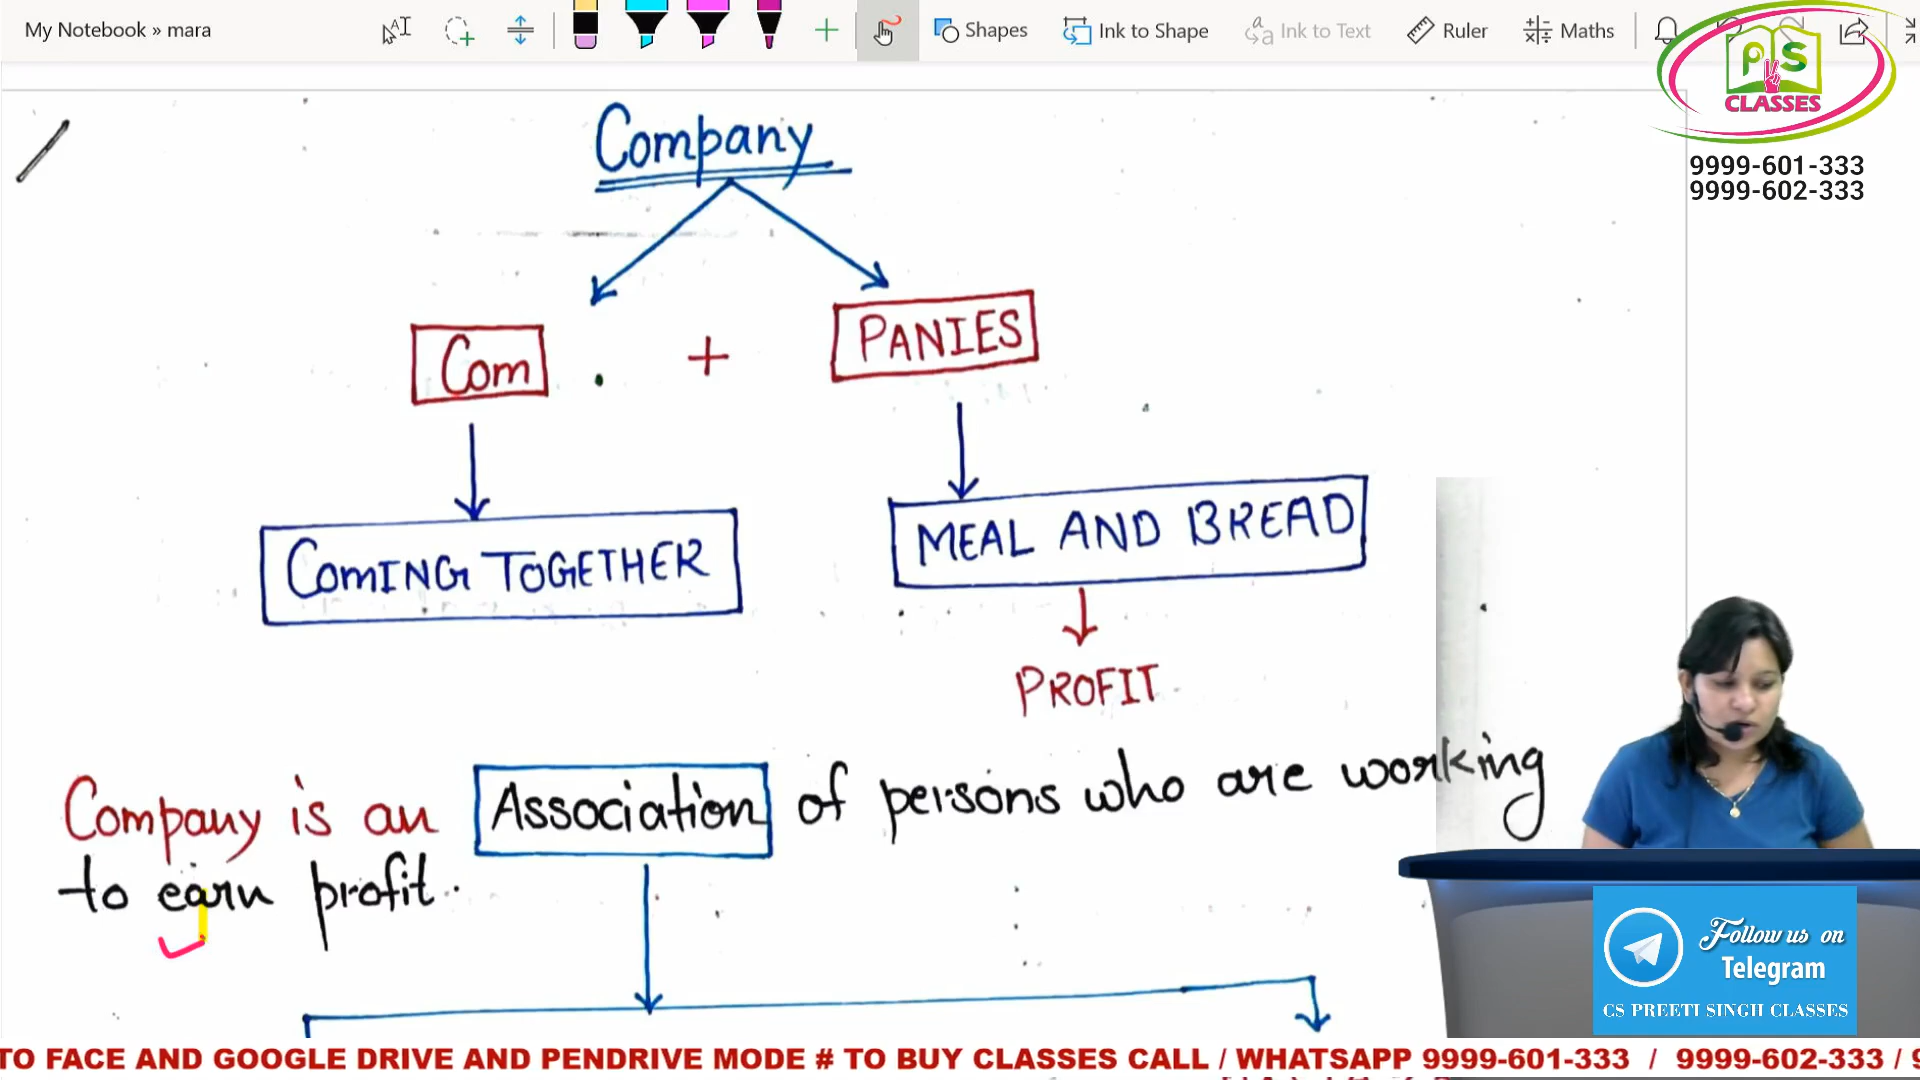 My Notebook » mara
Shapes
Ink to Shape
Ink to Text
Ruler
Maths
PS
CLASSES
9999-601-333
9999-602-333
Company
Com + PANIES
COMING TOGETHER
MEAL AND BREAD
PROFIT
Company is an Association of persons who are working
to earn profit.
Follow us on
Telegram
CS PREETI SINGH CLASSES
TO FACE AND GOOGLE DRIVE AND PENDRIVE MODE # TO BUY CLASSES CALL / WHATSAPP 9999-601-333 / 9999-602-333 / 9